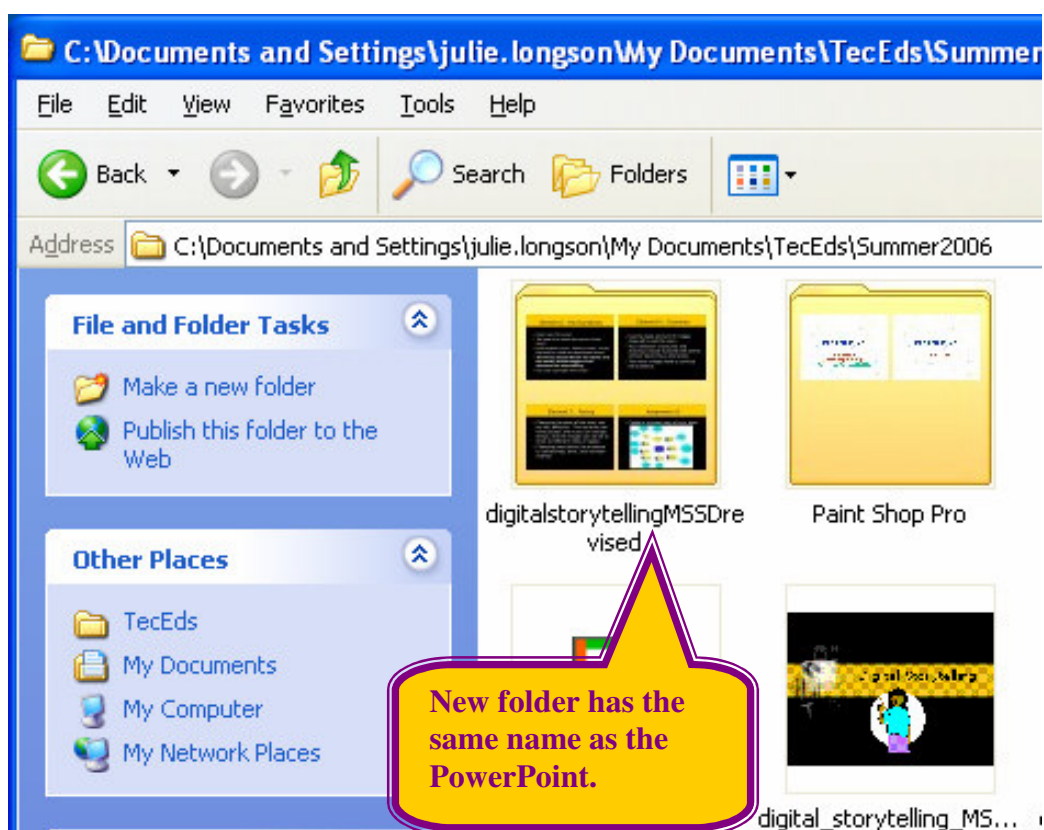 C:\Documents and Settings\julie.longson\My Documents\TecEds\Summer
File Edit View Favorites Tools Help
Back Search Folders
Address C:\Documents and Settings\julie.longson\My Documents\TecEds\Summer2006
File and Folder Tasks
Make a new folder
Publish this folder to the
Web
Other Places
TecEds
My Documents
My Computer
My Network Places
digitalstorytellingMSSDre
vised
Paint Shop Pro
New folder has the
same name as the
PowerPoint.
Digital Storytelling
digital_storytelling_MS...